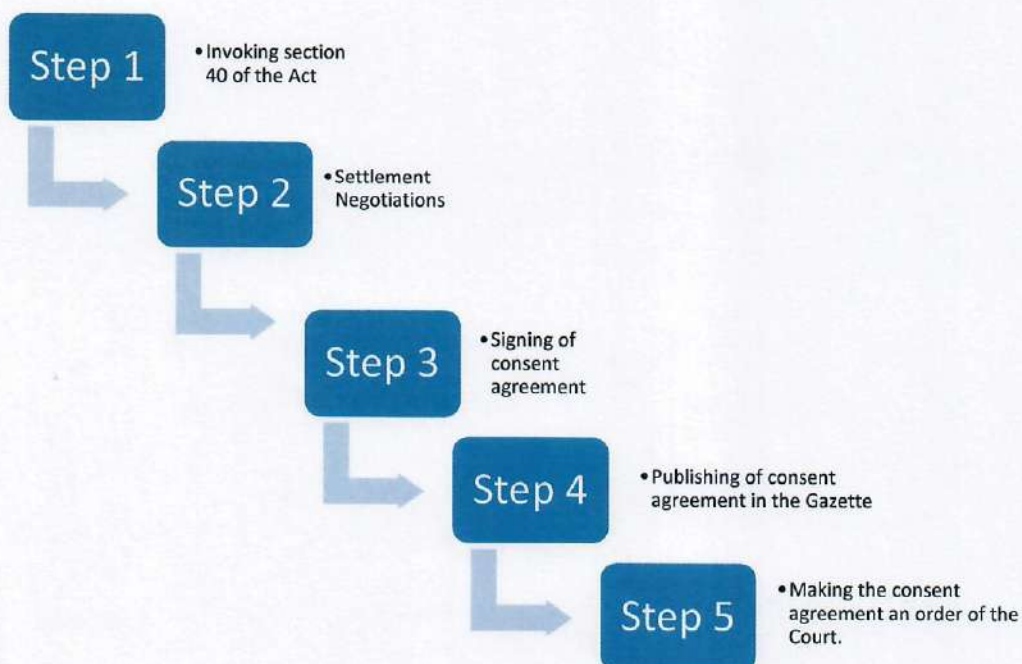 Step 1
•Invoking section
40 of the Act
Step 2
•Settlement
Negotiations
Step 3
•Signing of
consent
agreement
Step 4
•Publishing of consent
agreement in the Gazette
Step 5
•Making the consent
agreement an order of the
Court.